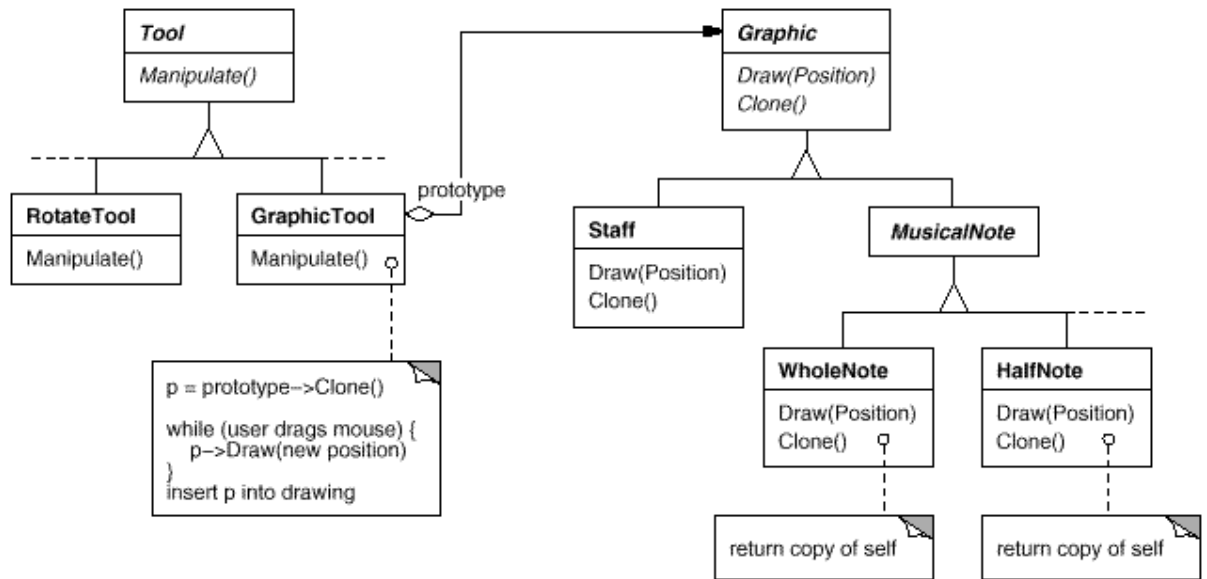 Tool
Manipulate()
Graphic
Draw(Position)
Clone()
prototype
RotateTool
Manipulate()
GraphicTool
Manipulate()
Staff
Draw(Position)
Clone()
MusicalNote
p = prototype–>Clone()
while (user drags mouse) {
p–>Draw(new position)
}
insert p into drawing
WholeNote
Draw(Position)
Clone()
HalfNote
Draw(Position)
Clone()
return copy of self
return copy of self